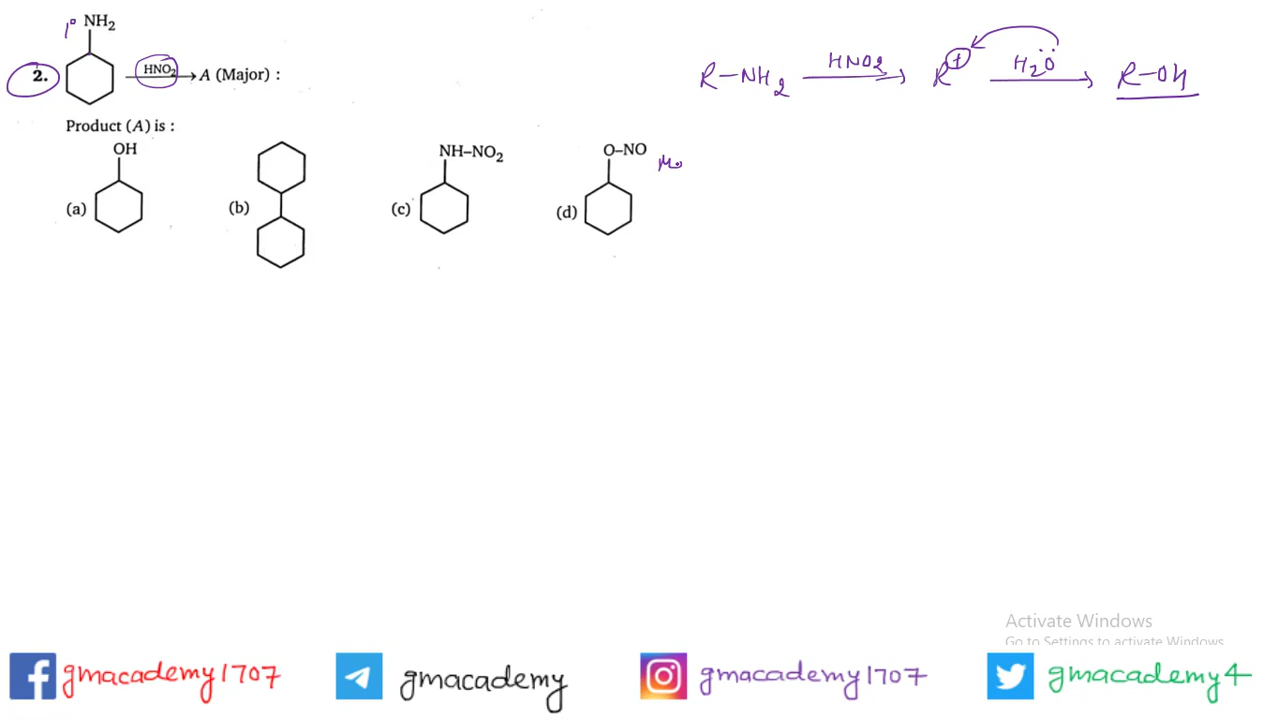 1° NH2
2. HNO2 A (Major) :
R-NH2 HNO2 R+ H2O R-OH
Product (A) is :
OH NH–NO2 O–NO
(a) (b) (c) (d)
Activate Windows
Go to Settings to activate Windows.
gmacademy1707 gmacademy gmacademy1707 gmacademy4